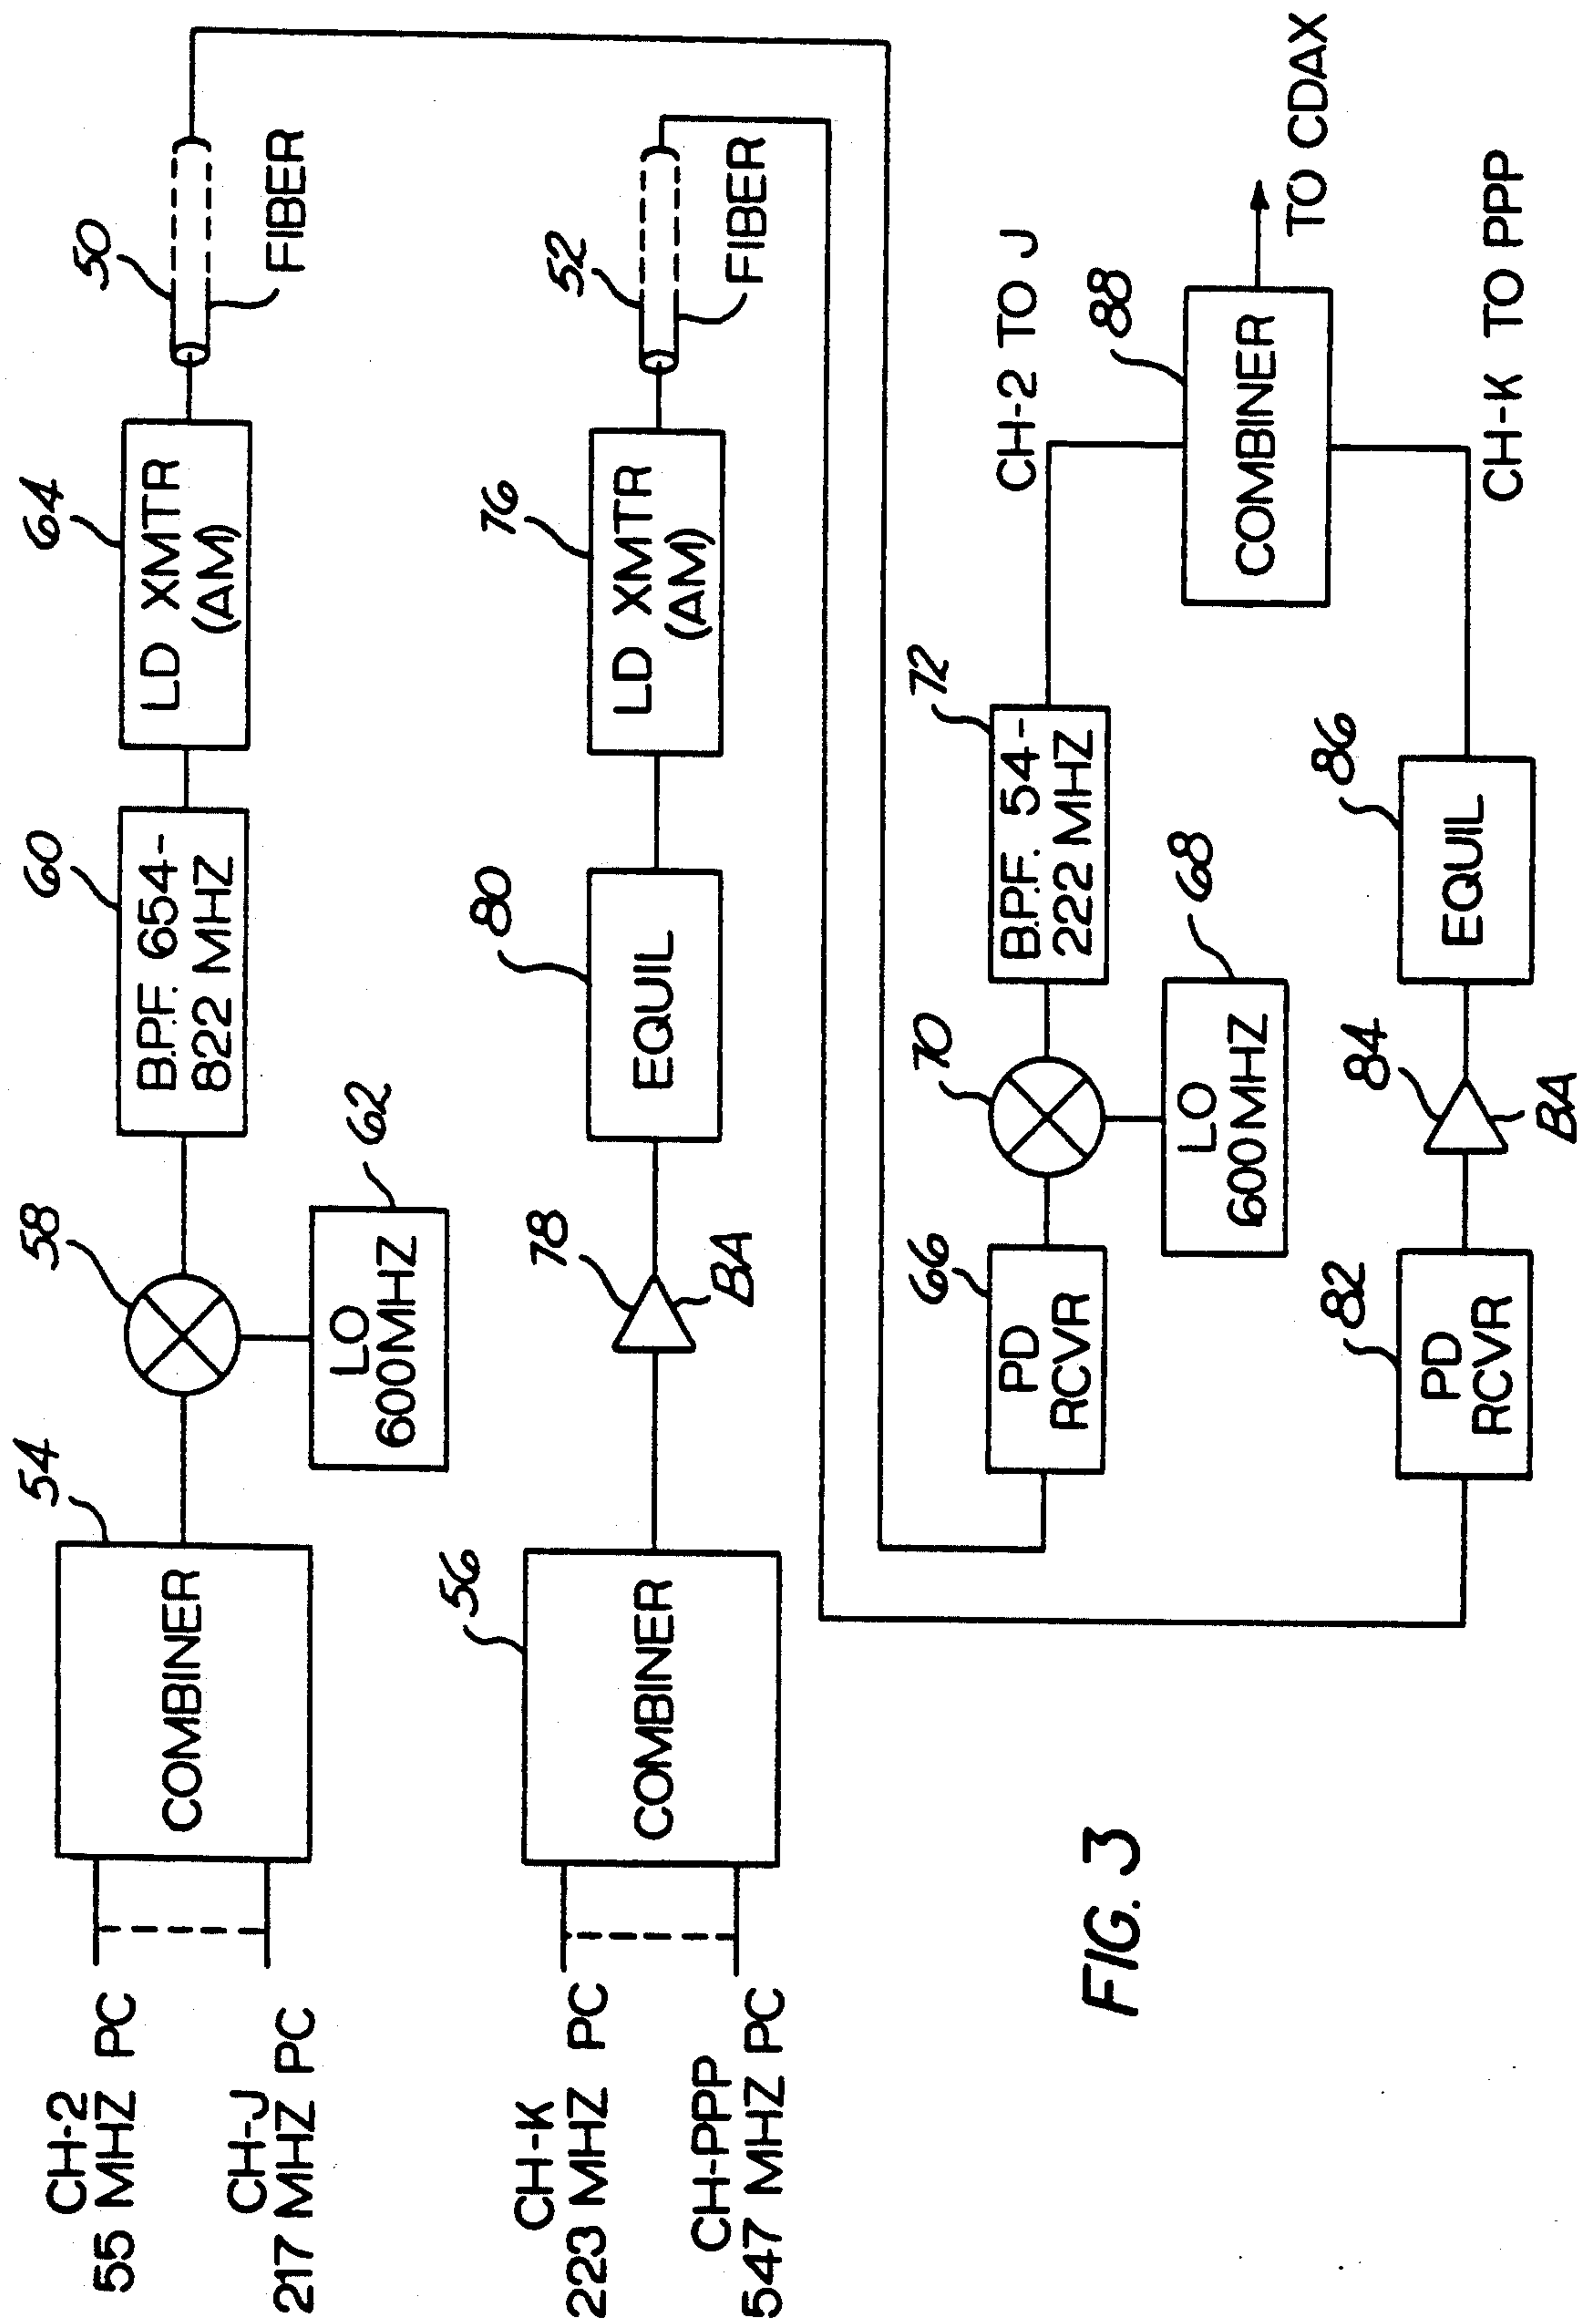 CH-2
55 MHZ PC
CH-J
217 MHZ PC
54
COMBINER
58
LO
600MHZ
62
60
B.P.F. 654-
822 MHZ
64
LD XMTR
(AM)
50
FIBER
CH-K
223 MHZ PC
CH-PPP
547 MHZ PC
56
COMBINER
78
BA
80
EQUIL
76
LD XMTR
(AM)
52
FIBER
66
PD
RCVR
70
LO
600MHZ
68
72
B.P.F. 54-
222 MHZ
CH-2 TO J
82
PD
RCVR
84
BA
86
EQUIL
CH-K TO PPP
88
COMBINER
TO CDAX
FIG. 3